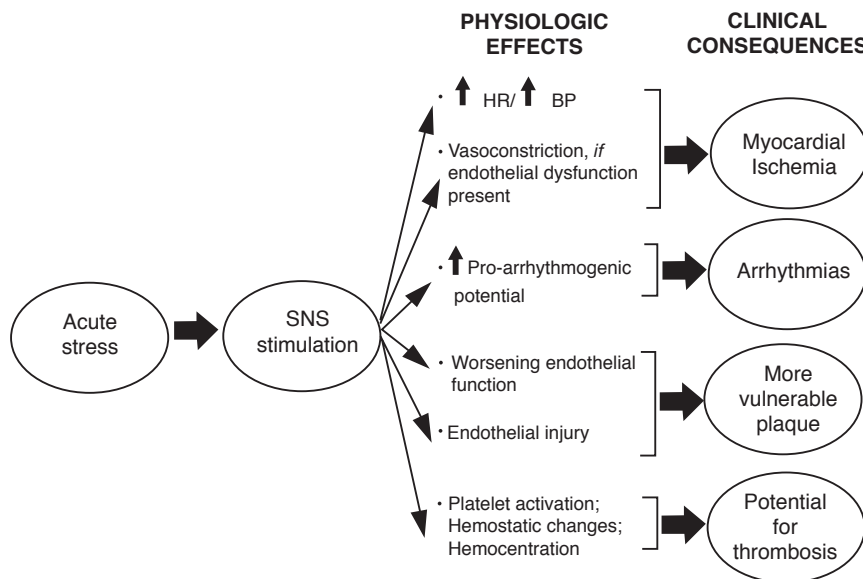 PHYSIOLOGIC
EFFECTS
CLINICAL
CONSEQUENCES
• HR/ BP
• Vasoconstriction, if
endothelial dysfunction
present
Myocardial
Ischemia
• Pro-arrhythmogenic
potential
Arrhythmias
Acute
stress
SNS
stimulation
• Worsening endothelial
function
• Endothelial injury
More
vulnerable
plaque
• Platelet activation;
Hemostatic changes;
Hemocentration
Potential
for
thrombosis